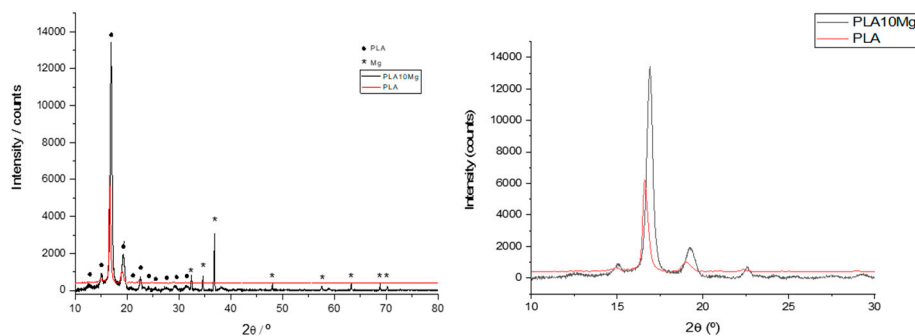 14000
12000
10000
8000
6000
4000
2000
0
Intensity / counts
10 20 30 40 50 60 70 80
2θ / º
• PLA
* Mg
PLA10Mg
PLA
PLA10Mg
PLA
14000
12000
10000
8000
6000
4000
2000
0
Intensity (counts)
10 15 20 25 30
2θ (º)